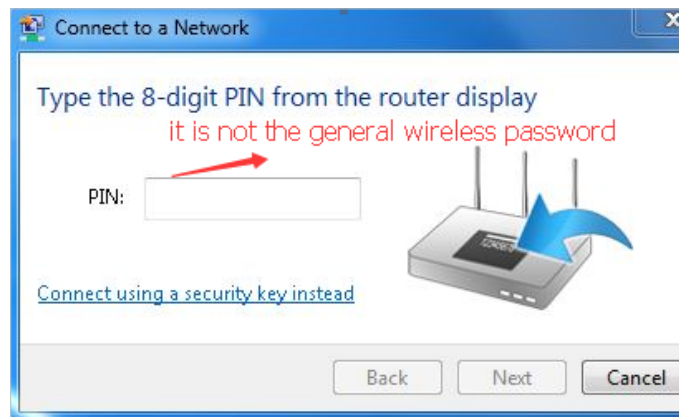 Connect to a Network
X
Type the 8-digit PIN from the router display
it is not the general wireless password
PIN:
Connect using a security key instead
Back Next Cancel